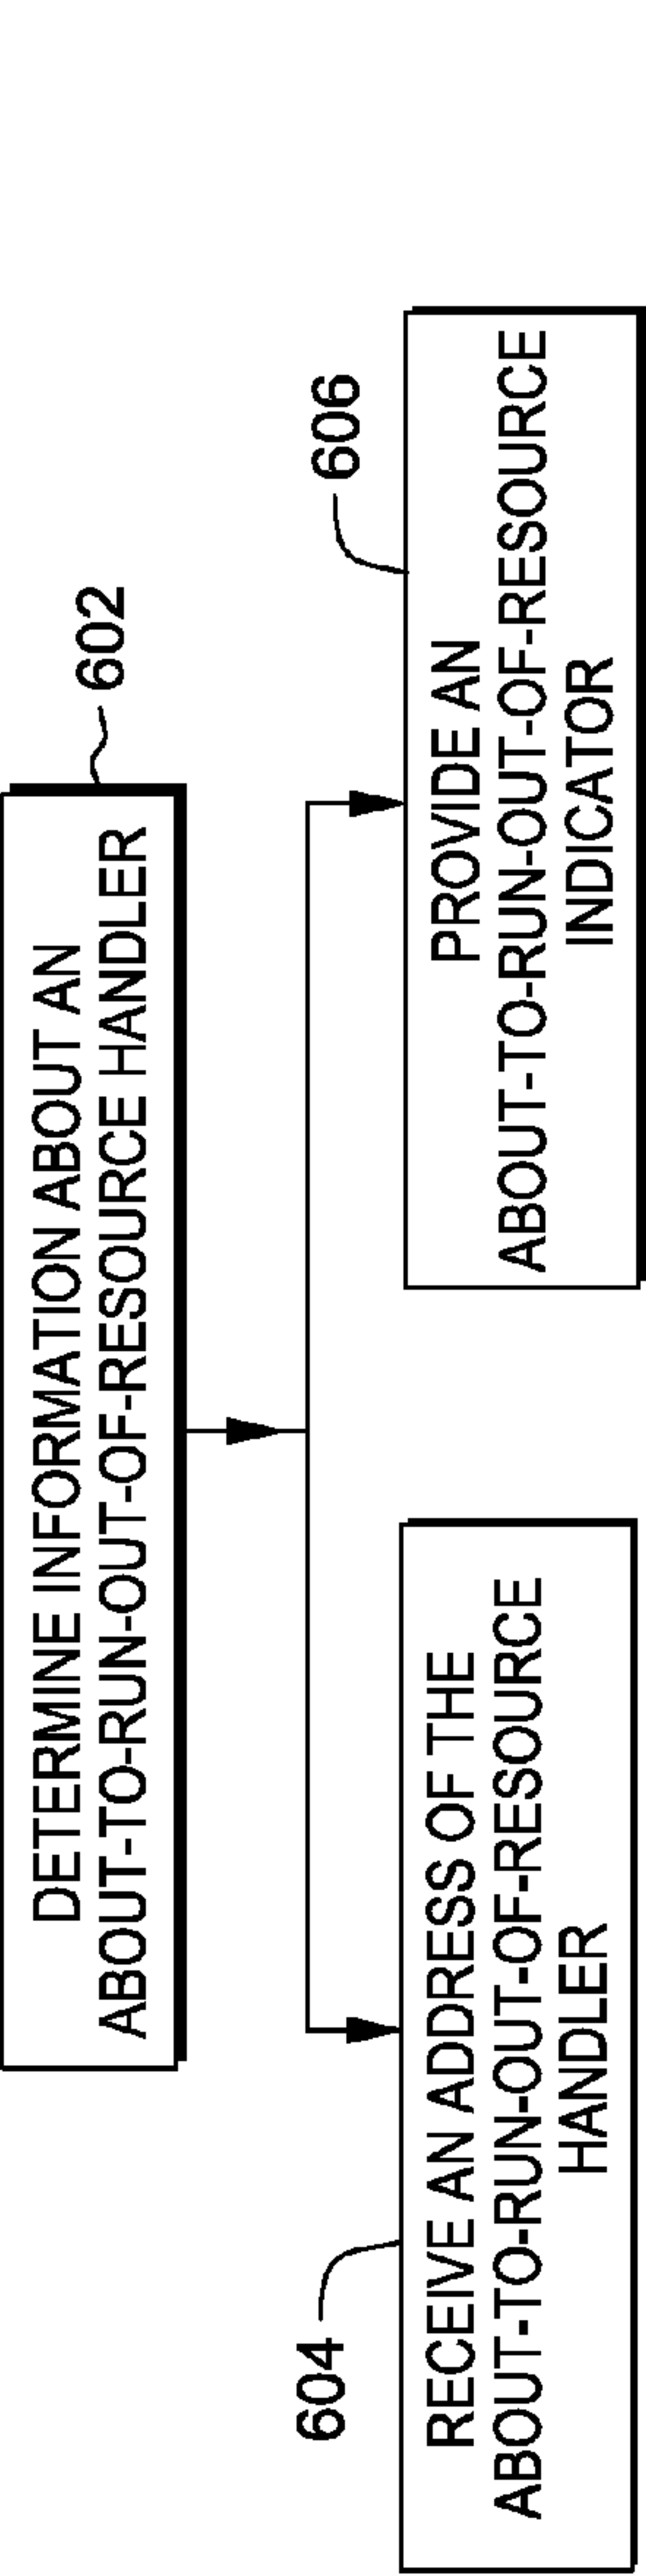 DETERMINE INFORMATION ABOUT AN
ABOUT-TO-RUN-OUT-OF-RESOURCE HANDLER
602
604
RECEIVE AN ADDRESS OF THE
ABOUT-TO-RUN-OUT-OF-RESOURCE
HANDLER
606
PROVIDE AN
ABOUT-TO-RUN-OUT-OF-RESOURCE
INDICATOR